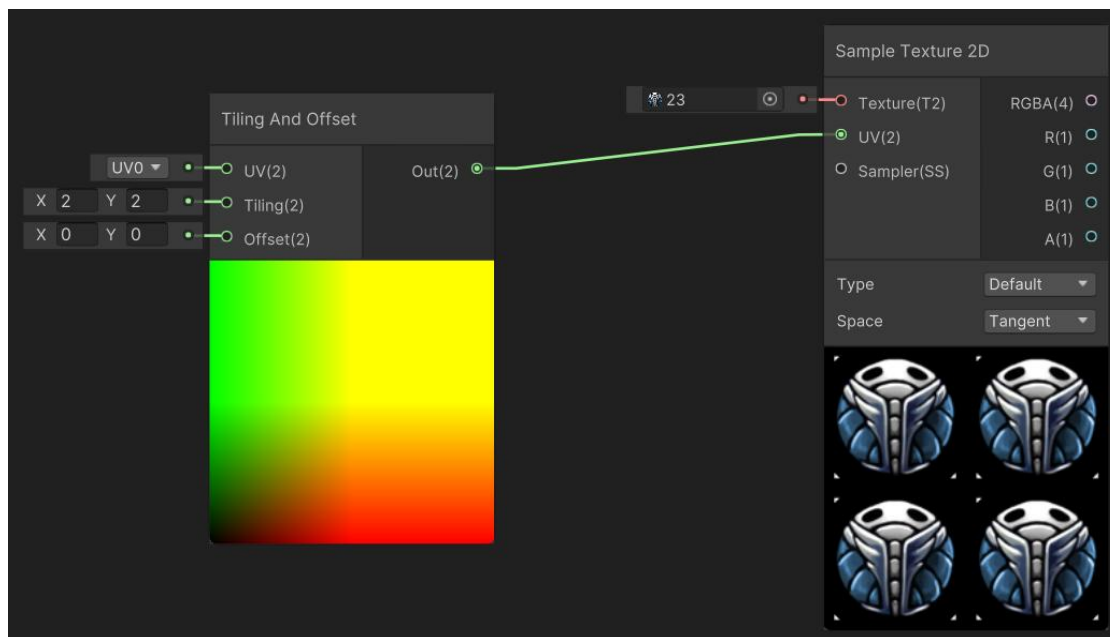 Tiling And Offset
UV0
UV(2)
Out(2)
X 2 Y 2
Tiling(2)
X 0 Y 0
Offset(2)
Sample Texture 2D
23
Texture(T2)
RGBA(4)
UV(2)
R(1)
Sampler(SS)
G(1)
B(1)
A(1)
Type
Default
Space
Tangent